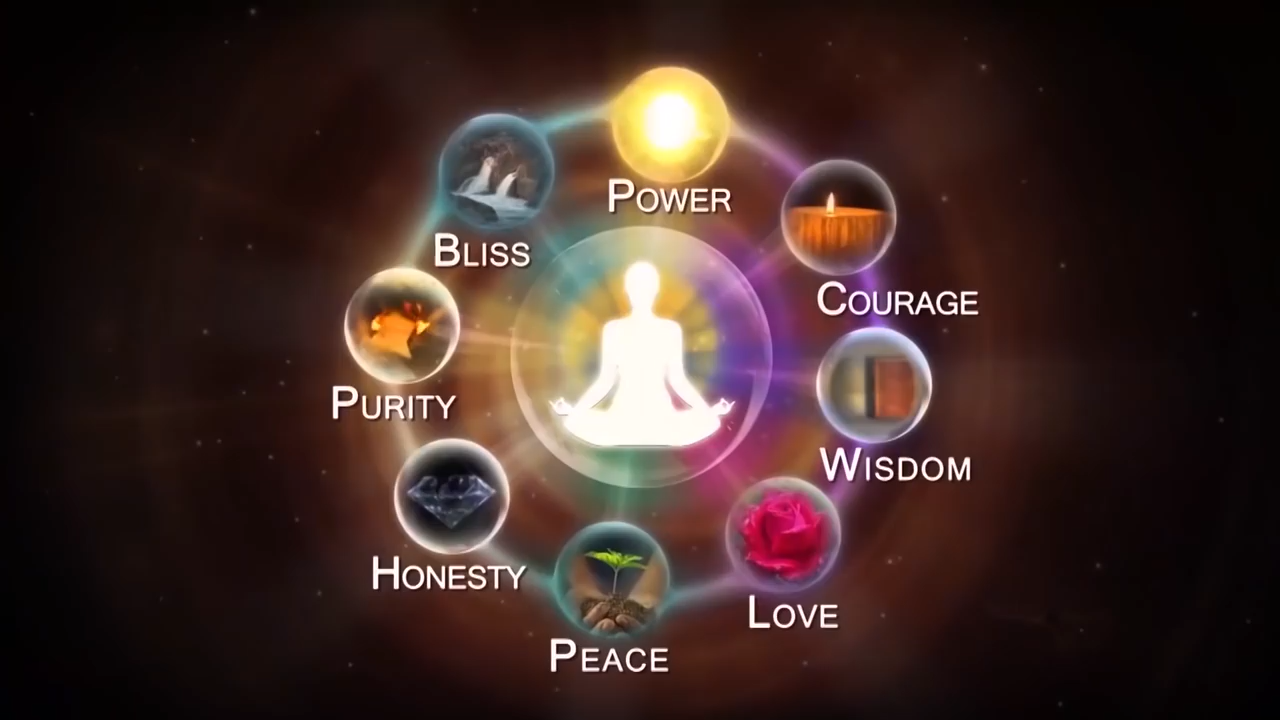 POWER
BLISS
COURAGE
PURITY
WISDOM
HONESTY
LOVE
PEACE